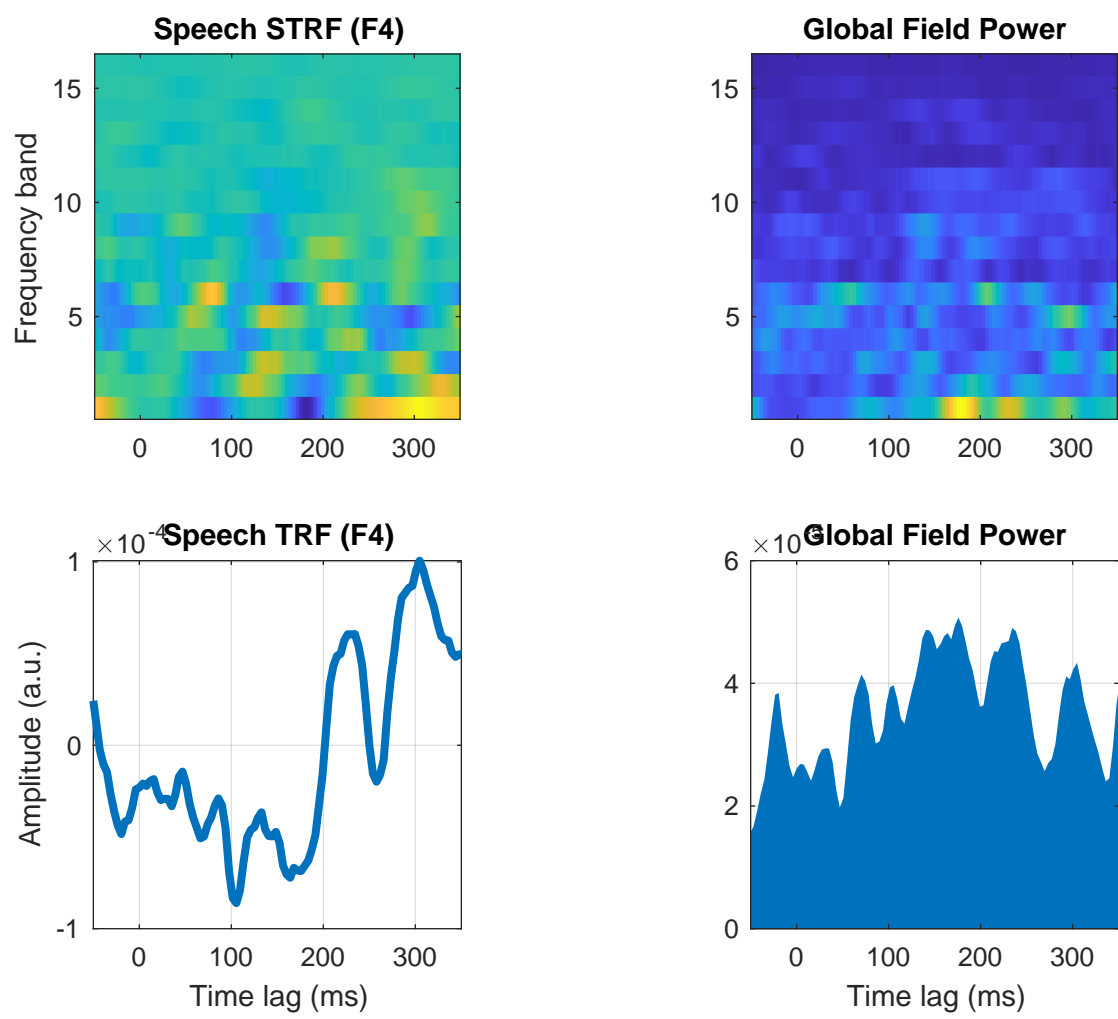 Speech STRF (F4)
Global Field Power
Frequency band
15
10
5
0 100 200 300
15
10
5
0 100 200 300
×10⁻⁴
Speech TRF (F4)
×10
Global Field Power
Amplitude (a.u.)
1
0
-1
0 100 200 300
Time lag (ms)
6
4
2
0
0 100 200 300
Time lag (ms)